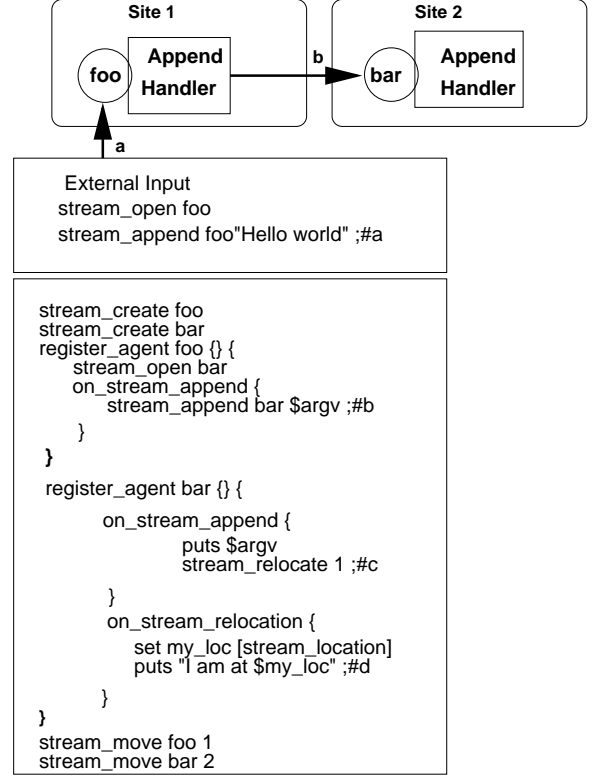 Site 1
Site 2
foo
Append
Handler
b
bar
Append
Handler
a
External Input
stream_open foo
stream_append foo"Hello world" ;#a
stream_create foo
stream_create bar
register_agent foo {} {
stream_open bar
on_stream_append {
stream_append bar $argv ;#b
}
}
register_agent bar {} {
on_stream_append {
puts $argv
stream_relocate 1 ;#c
}
on_stream_relocation {
set my_loc [stream_location]
puts "I am at $my_loc" ;#d
}
}
stream_move foo 1
stream_move bar 2